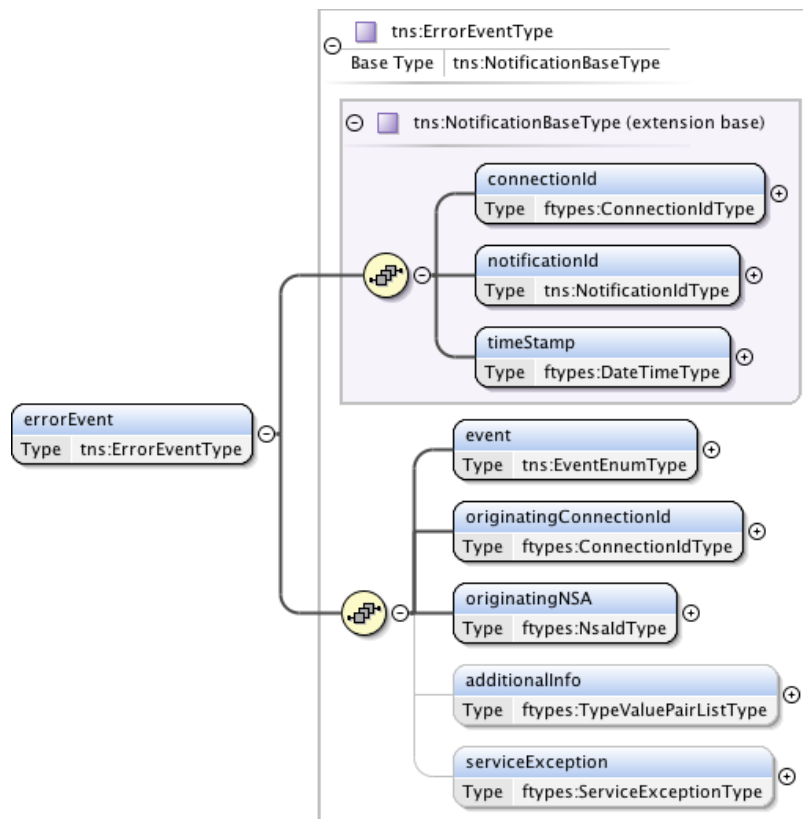 tns:ErrorEventType
Base Type tns:NotificationBaseType
tns:NotificationBaseType (extension base)
connectionId
Type ftypes:ConnectionIdType
notificationId
Type tns:NotificationIdType
timeStamp
Type ftypes:DateTimeType
errorEvent
Type tns:ErrorEventType
event
Type tns:EventEnumType
originatingConnectionId
Type ftypes:ConnectionIdType
originatingNSA
Type ftypes:NsaIdType
additionalInfo
Type ftypes:TypeValuePairListType
serviceException
Type ftypes:ServiceExceptionType